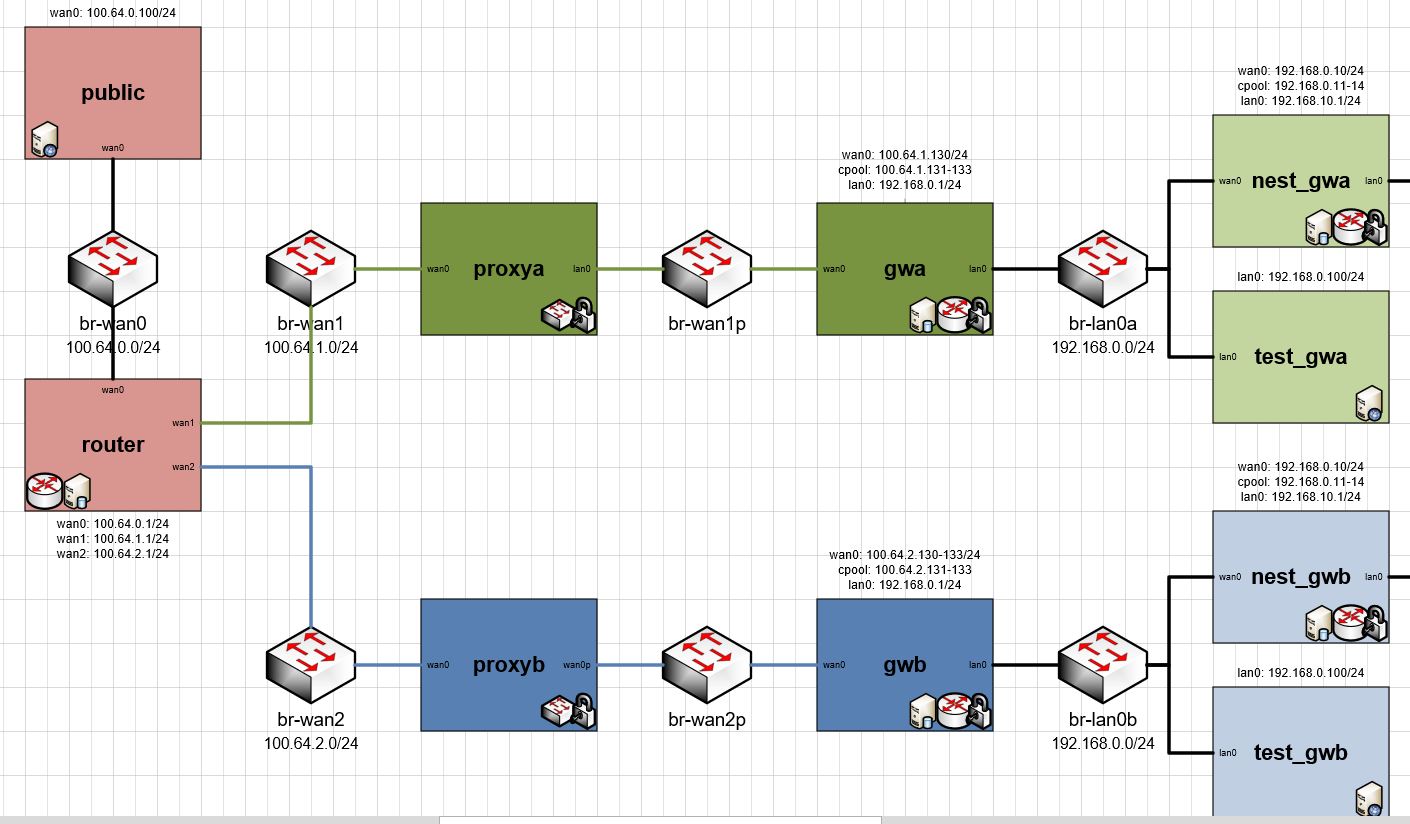 wan0: 100.64.0.100/24
public
wan0
br-wan0
100.64.0.0/24
wan0
wan1
router
wan2
wan0: 100.64.0.1/24
wan1: 100.64.1.1/24
wan2: 100.64.2.1/24
br-wan1
100.64.1.0/24
wan0
proxya
lan0
br-wan1p
wan0: 100.64.1.130/24
cpool: 100.64.1.131-133
lan0: 192.168.0.1/24
wan0
gwa
lan0
br-lan0a
192.168.0.0/24
wan0: 192.168.0.10/24
cpool: 192.168.0.11-14
lan0: 192.168.10.1/24
wan0
nest_gwa
lan0
lan0: 192.168.0.100/24
lan0
test_gwa
br-wan2
100.64.2.0/24
wan0
proxyb
wan0p
br-wan2p
wan0: 100.64.2.130-133/24
cpool: 100.64.2.131-133
lan0: 192.168.0.1/24
wan0
gwb
lan0
br-lan0b
192.168.0.0/24
wan0: 192.168.0.10/24
cpool: 192.168.0.11-14
lan0: 192.168.10.1/24
wan0
nest_gwb
lan0
lan0: 192.168.0.100/24
lan0
test_gwb